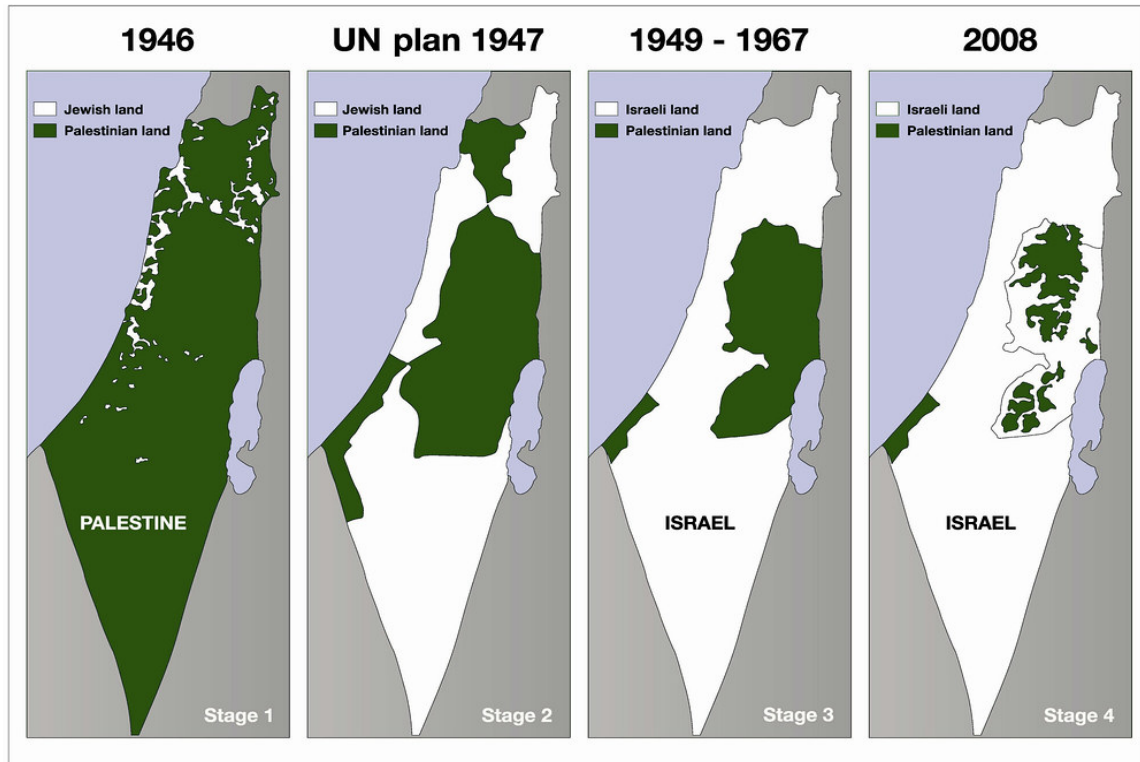 1946
Jewish land
Palestinian land
PALESTINE
Stage 1
UN plan 1947
Jewish land
Palestinian land
Stage 2
1949 - 1967
Israeli land
Palestinian land
ISRAEL
Stage 3
2008
Israeli land
Palestinian land
ISRAEL
Stage 4